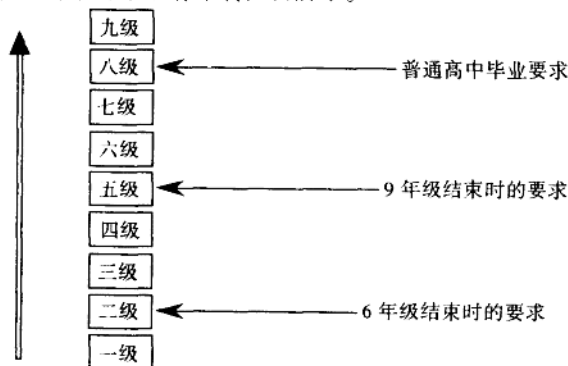 九级
八级 普通高中毕业要求
七级
六级
五级 9 年级结束时的要求
四级
三级
二级 6 年级结束时的要求
一级